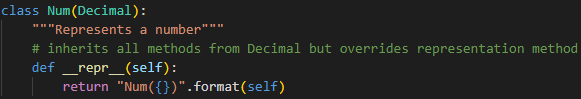 class Num(Decimal):
    """Represents a number"""
    # inherits all methods from Decimal but overrides representation method
    def __repr__(self):
        return "Num({})".format(self)